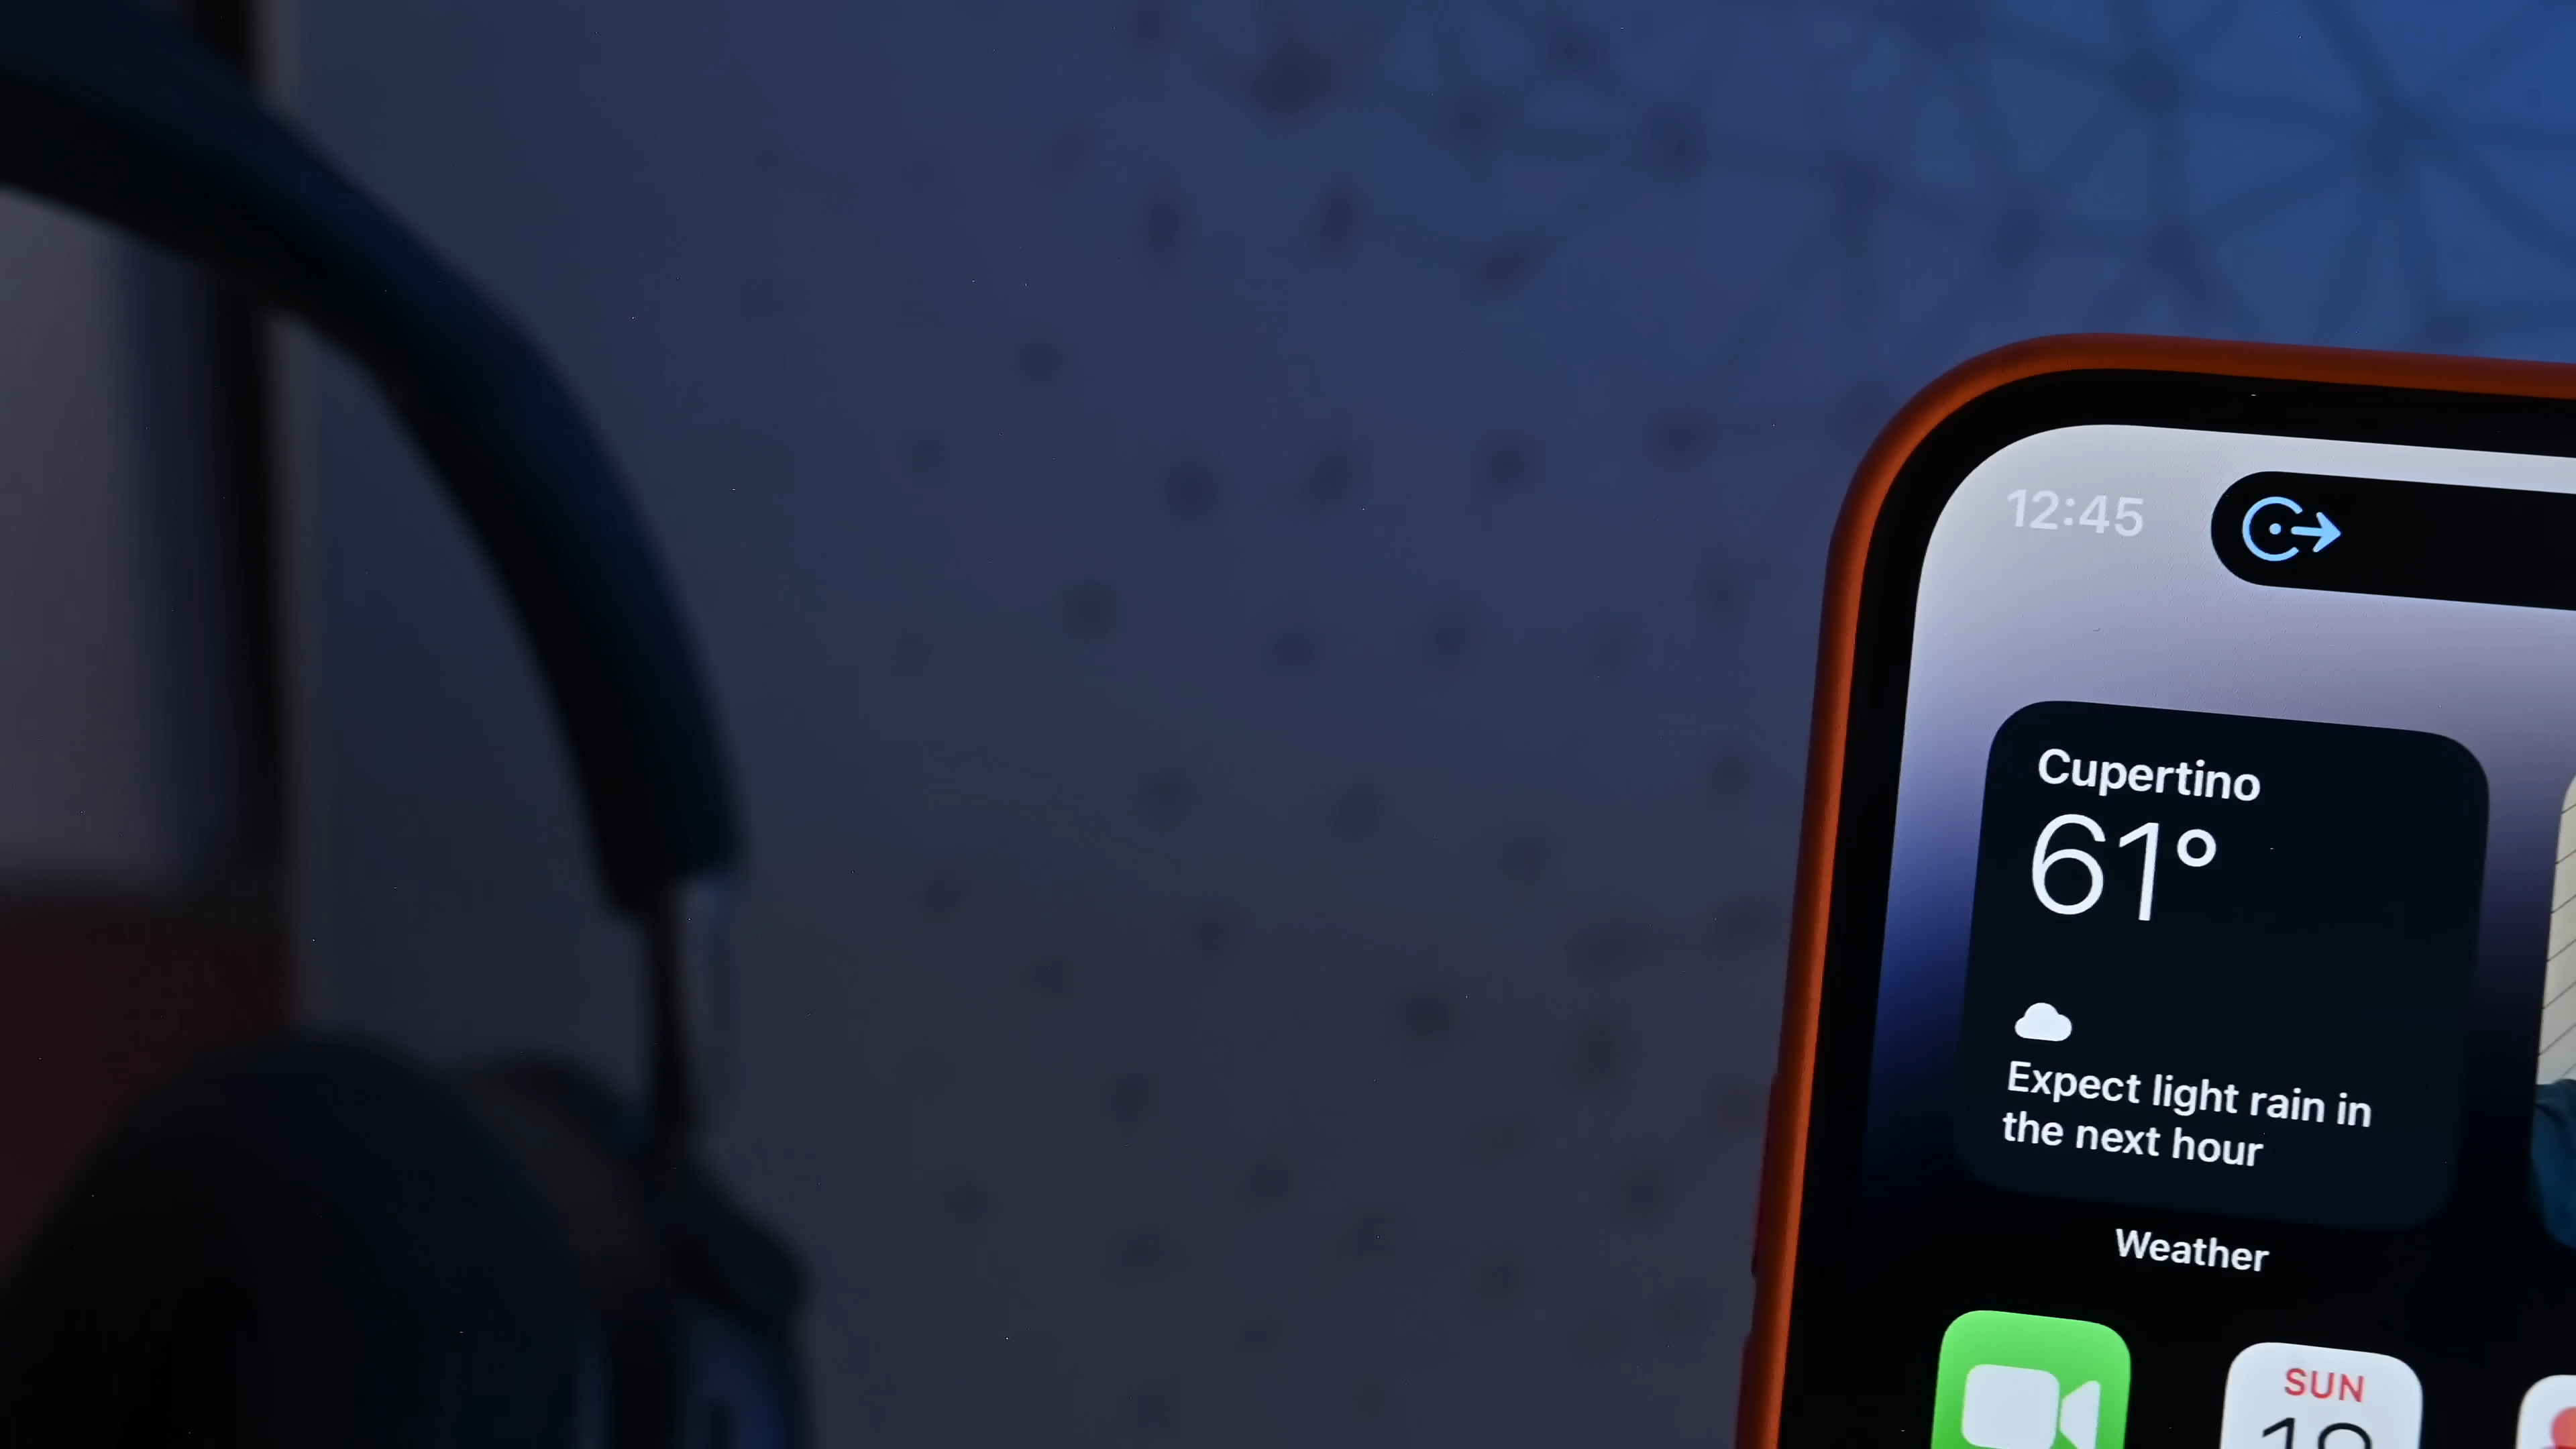 12:45
Cupertino
61°
Expect light rain in
the next hour
Weather
SUN